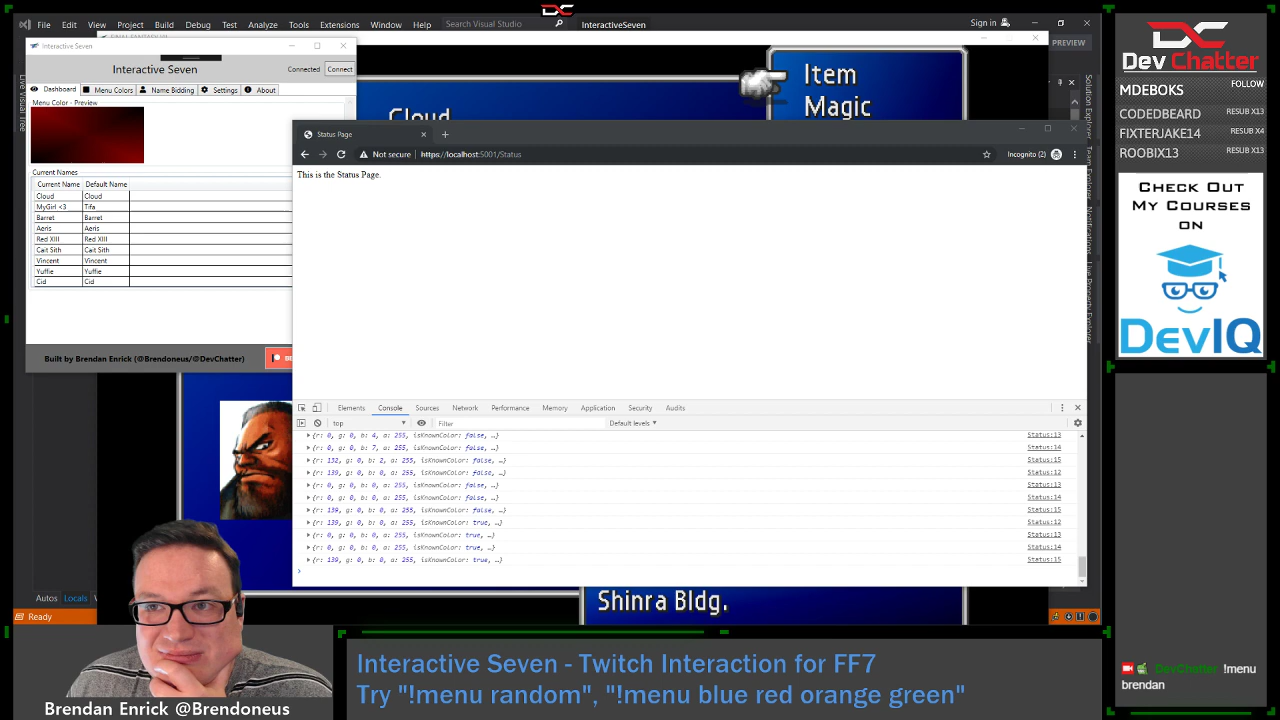 File Edit View Project Build Debug Test Analyze Tools Extensions Window Help Search Visual Studio InteractiveSeven Sign in
PREVIEW
Interactive Seven
Interactive Seven Connected Connect
Dashboard Menu Colors Name Bidding Settings About
Menu Color - Preview
Current Names
Current Name Default Name
Cloud Cloud
MyGirl <3 Tifa
Barret Barret
Aeris Aeris
Red XIII Red XIII
Cait Sith Cait Sith
Vincent Vincent
Yuffie Yuffie
Cid Cid
Built by Brendan Enrick (@Brendoneus/@DevChatter)
Live Visual Tree
Cloud
Item
Magic
Status Page
Not secure https://localhost:5001/Status Incognito (2)
This is the Status Page.
Elements Console Sources Network Performance Memory Application Security Audits
top Filter Default levels
{r: 0, g: 0, b: 4, a: 255, isKnownColor: false, …} Status:13
{r: 0, g: 0, b: 7, a: 255, isKnownColor: false, …} Status:14
{r: 132, g: 0, b: 2, a: 255, isKnownColor: false, …} Status:15
{r: 139, g: 0, b: 0, a: 255, isKnownColor: false, …} Status:12
{r: 0, g: 0, b: 0, a: 255, isKnownColor: false, …} Status:13
{r: 0, g: 0, b: 0, a: 255, isKnownColor: false, …} Status:14
{r: 139, g: 0, b: 0, a: 255, isKnownColor: false, …} Status:15
{r: 139, g: 0, b: 0, a: 255, isKnownColor: true, …} Status:12
{r: 0, g: 0, b: 0, a: 255, isKnownColor: true, …} Status:13
{r: 0, g: 0, b: 0, a: 255, isKnownColor: true, …} Status:14
{r: 139, g: 0, b: 0, a: 255, isKnownColor: true, …} Status:15
Solution Explorer Team Explorer Notifications Live Property Explorer
Shinra Bldg.
Autos Locals
Ready
DevChatter
MDEBOKS FOLLOW
CODEDBEARD RESUB X13
FIXTERJAKE14 RESUB X4
ROOBIX13 RESUB X13
CHECK OUT
MY COURSES
ON
DevIQ
DevChatter !menu
brendan
Interactive Seven - Twitch Interaction for FF7
Try "!menu random", "!menu blue red orange green"
Brendan Enrick @Brendoneus